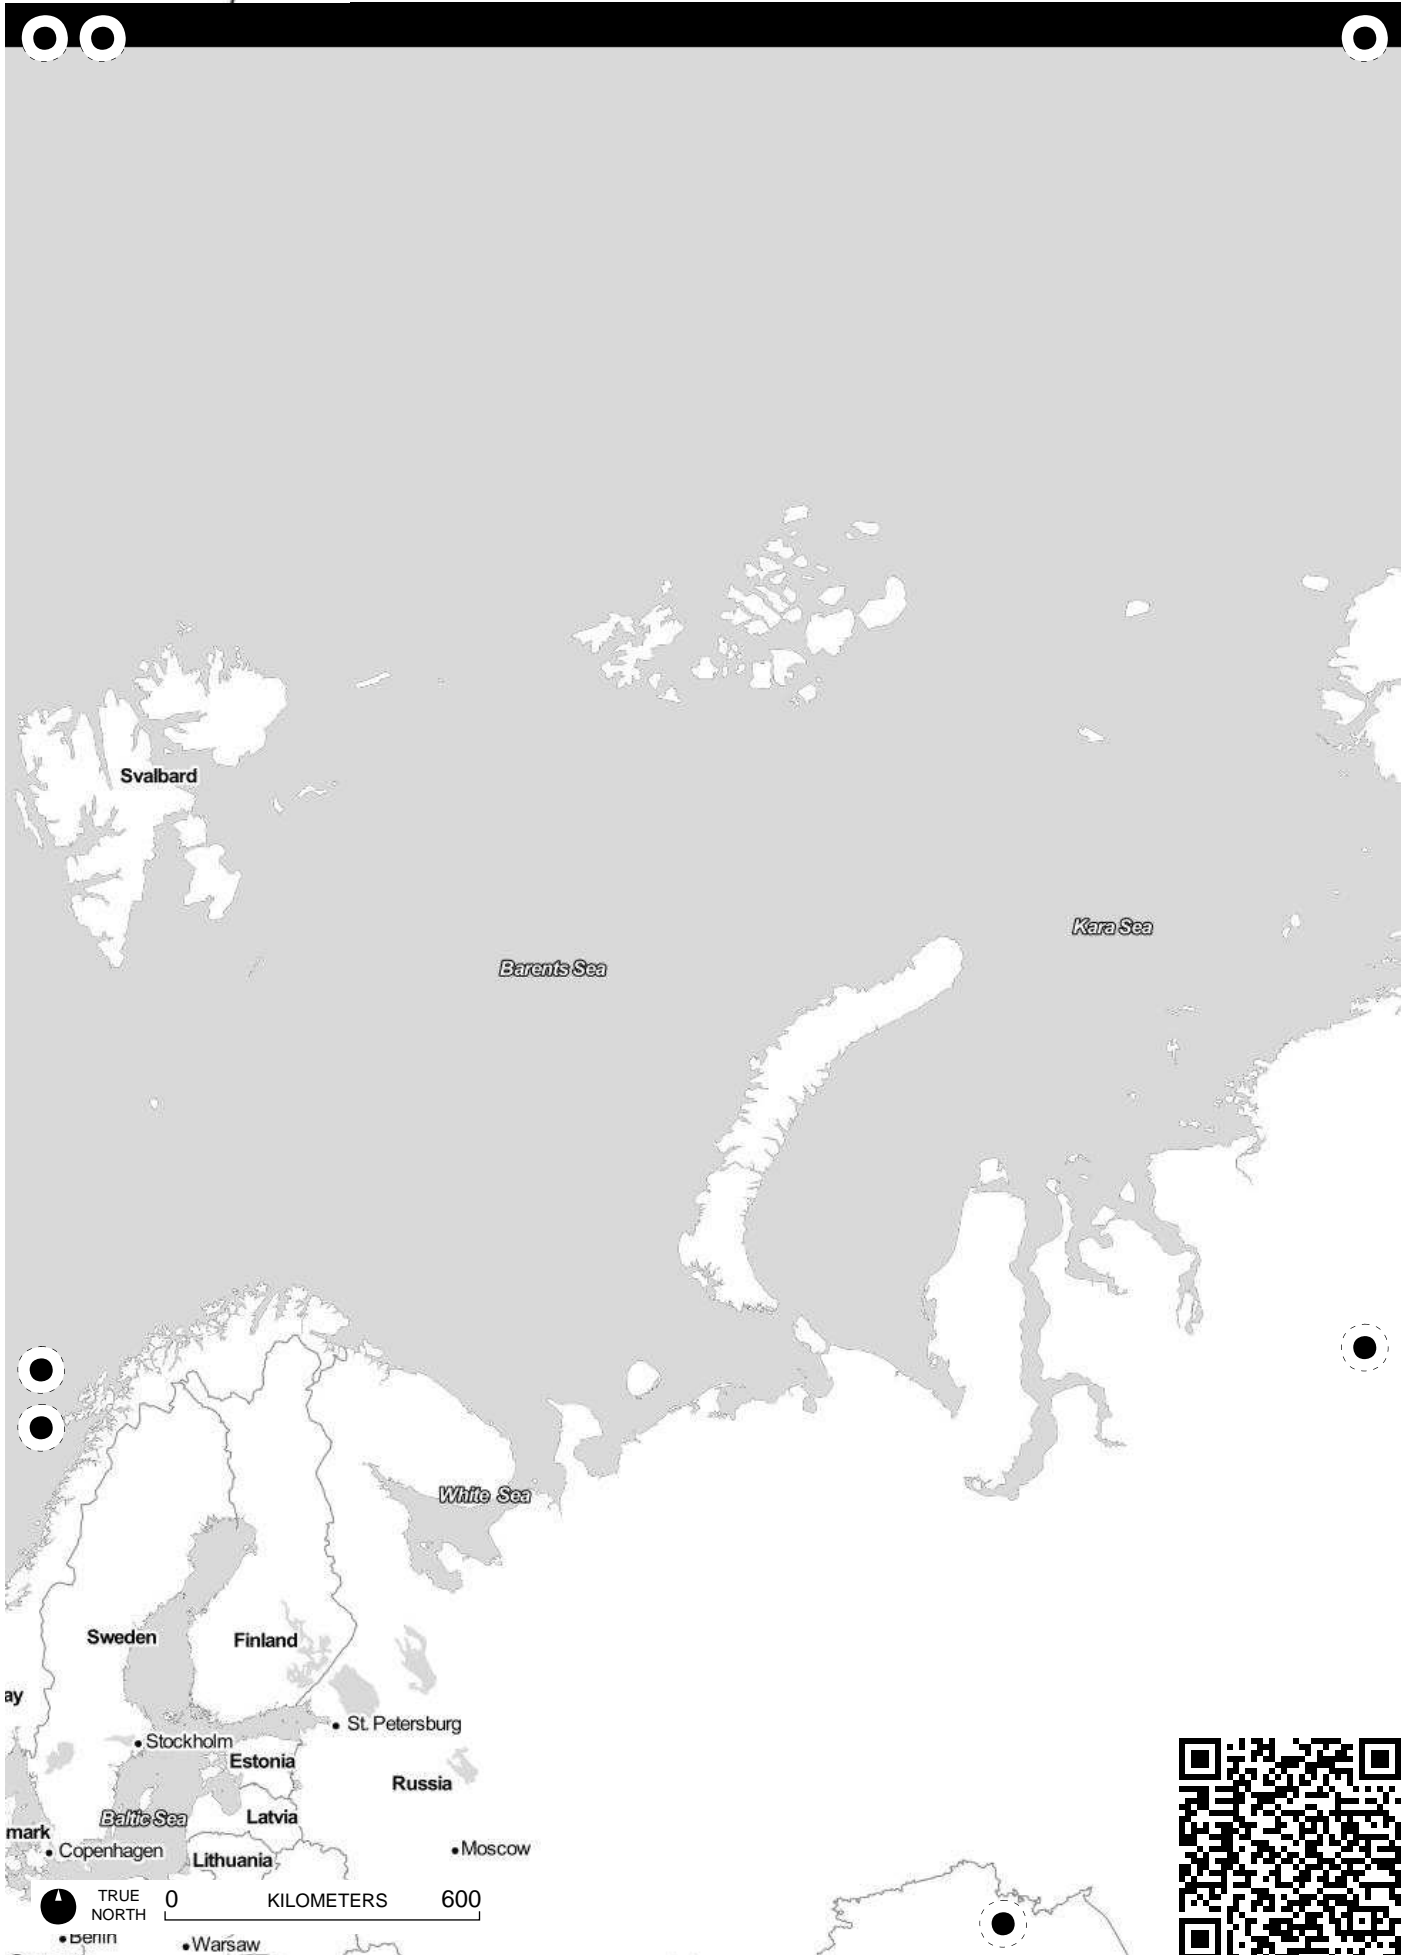 Svalbard
Kara Sea
Barents Sea
White Sea
Sweden
Finland
ay
St. Petersburg
Stockholm
Estonia
Russia
Baltic Sea
Latvia
mark
Copenhagen
Moscow
Lithuania
TRUE NORTH
0 KILOMETERS 600
Berlin
Warsaw